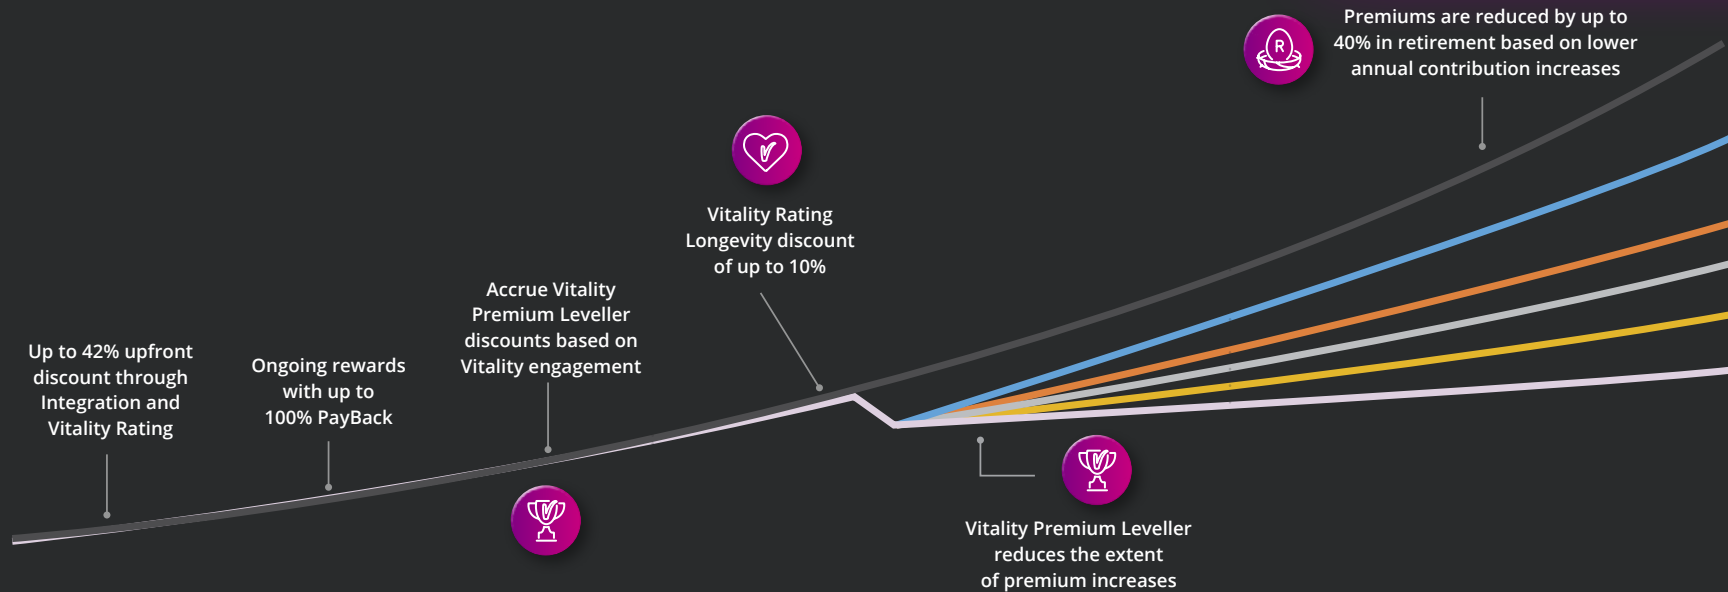 Premiums are reduced by up to
40% in retirement based on lower
annual contribution increases
R
Vitality Rating
Longevity discount
of up to 10%
Accrue Vitality
Premium Leveller
discounts based on
Vitality engagement
Up to 42% upfront
discount through
Integration and
Vitality Rating
Ongoing rewards
with up to
100% PayBack
Vitality Premium Leveller
reduces the extent
of premium increases